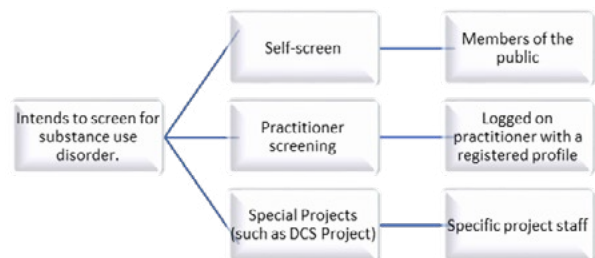 Intends to screen for
substance use
disorder.
Self-screen
Members of the
public
Practitioner
screening
Logged on
practitioner with a
registered profile
Special Projects
(such as DCS Project)
Specific project staff